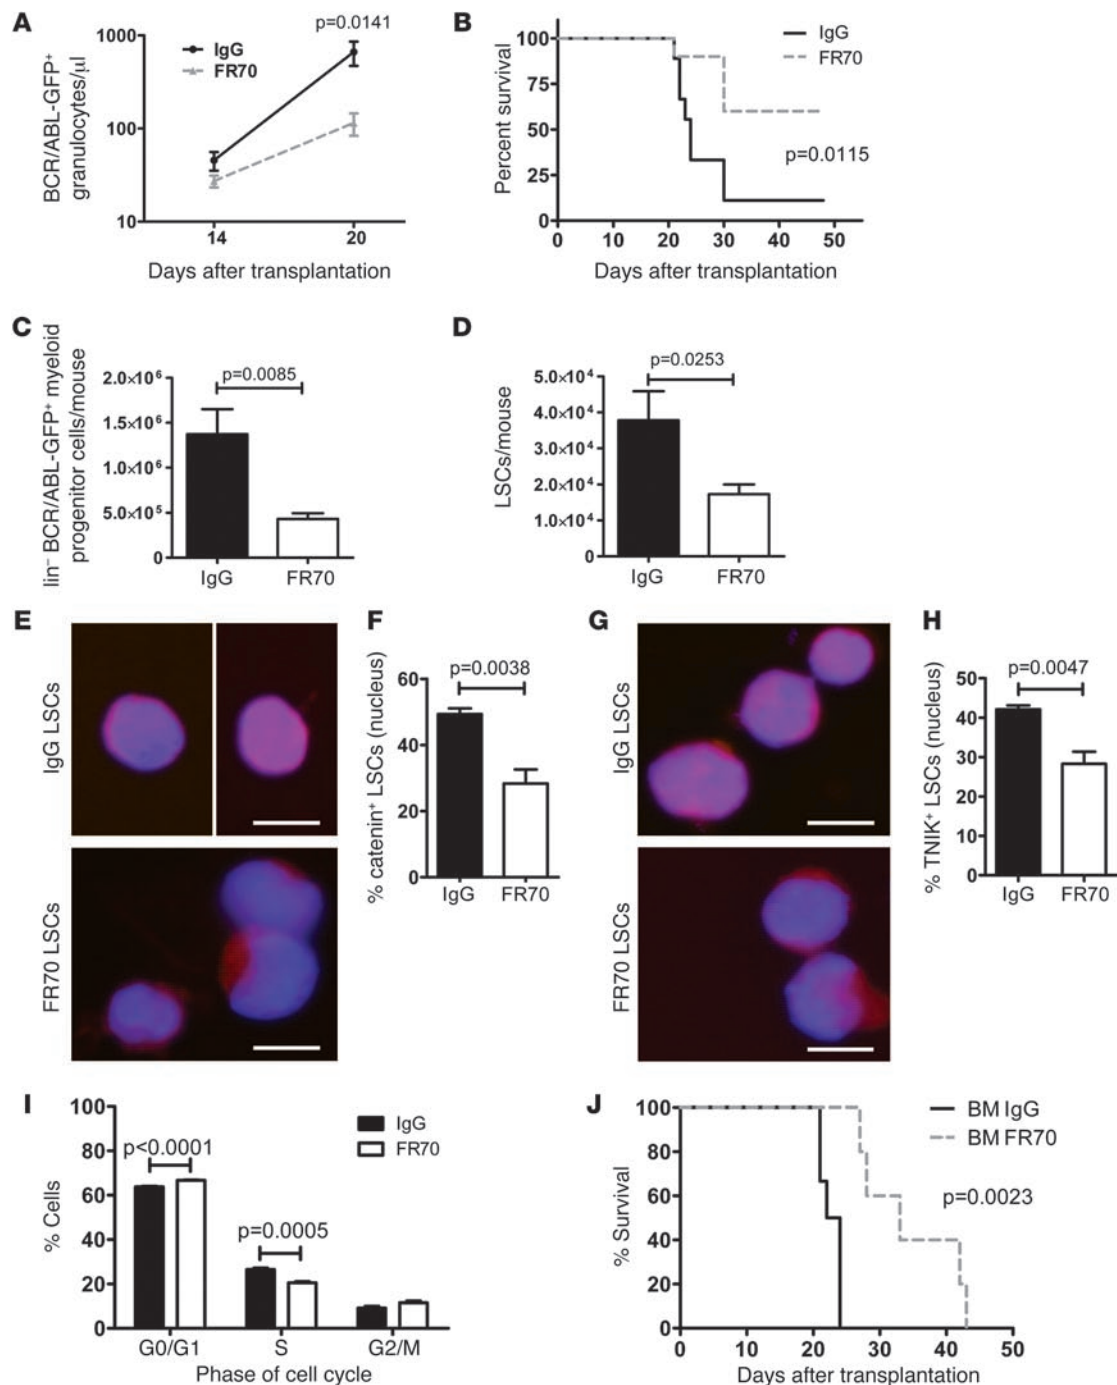 A
p=0.0141
1000
IgG
FR70
BCR/ABL-GFP⁺
granulocytes/µl
100
10
14
20
Days after transplantation
B
IgG
FR70
100
75
50
25
0
Percent survival
p=0.0115
0 10 20 30 40 50
Days after transplantation
C
lin⁻ BCR/ABL-GFP⁺ myeloid
progenitor cells/mouse
p=0.0085
2.0×10⁶
1.5×10⁶
1.0×10⁶
5.0×10⁵
0
IgG FR70
D
p=0.0253
LSCs/mouse
5.0×10⁴
4.0×10⁴
3.0×10⁴
2.0×10⁴
1.0×10⁴
0
IgG FR70
E
IgG LSCs
FR70 LSCs
F
p=0.0038
% catenin⁺ LSCs (nucleus)
60
40
20
0
IgG FR70
G
IgG LSCs
FR70 LSCs
H
p=0.0047
% TNIK⁺ LSCs (nucleus)
50
40
30
20
10
0
IgG FR70
I
100
80
60
40
20
0
% Cells
IgG
FR70
p<0.0001
p=0.0005
G0/G1 S G2/M
Phase of cell cycle
J
100
80
60
40
20
0
% Survival
BM IgG
BM FR70
p=0.0023
0 10 20 30 40 50
Days after transplantation